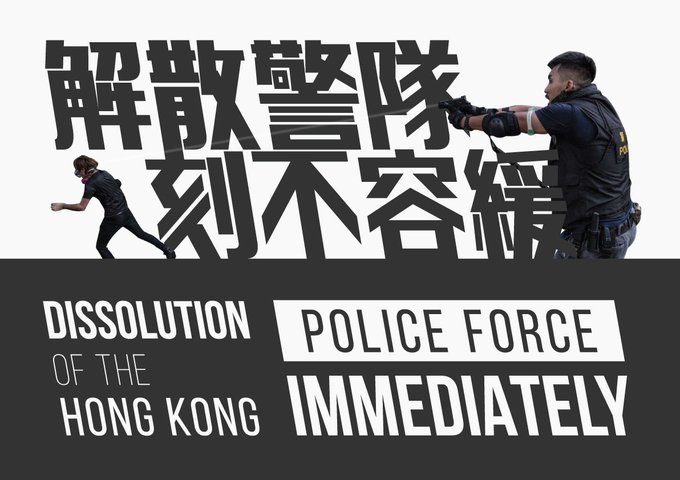 解散警隊
刻不容緩
DISSOLUTION
OF THE
HONG KONG
POLICE FORCE
IMMEDIATELY